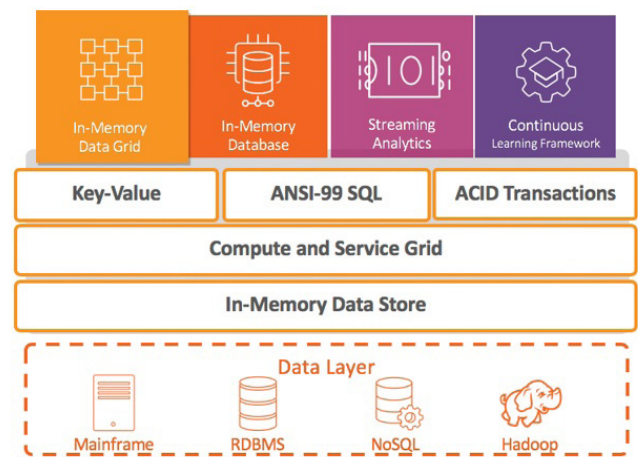 In-Memory
Data Grid
In-Memory
Database
Streaming
Analytics
Continuous
Learning Framework
Key-Value
ANSI-99 SQL
ACID Transactions
Compute and Service Grid
In-Memory Data Store
Data Layer
Mainframe
RDBMS
NoSQL
Hadoop